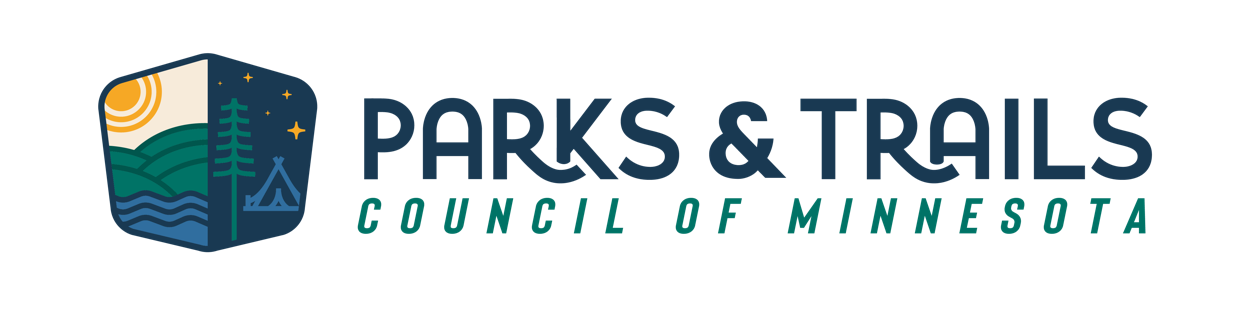 PARKS & TRAILS
COUNCIL OF MINNESOTA